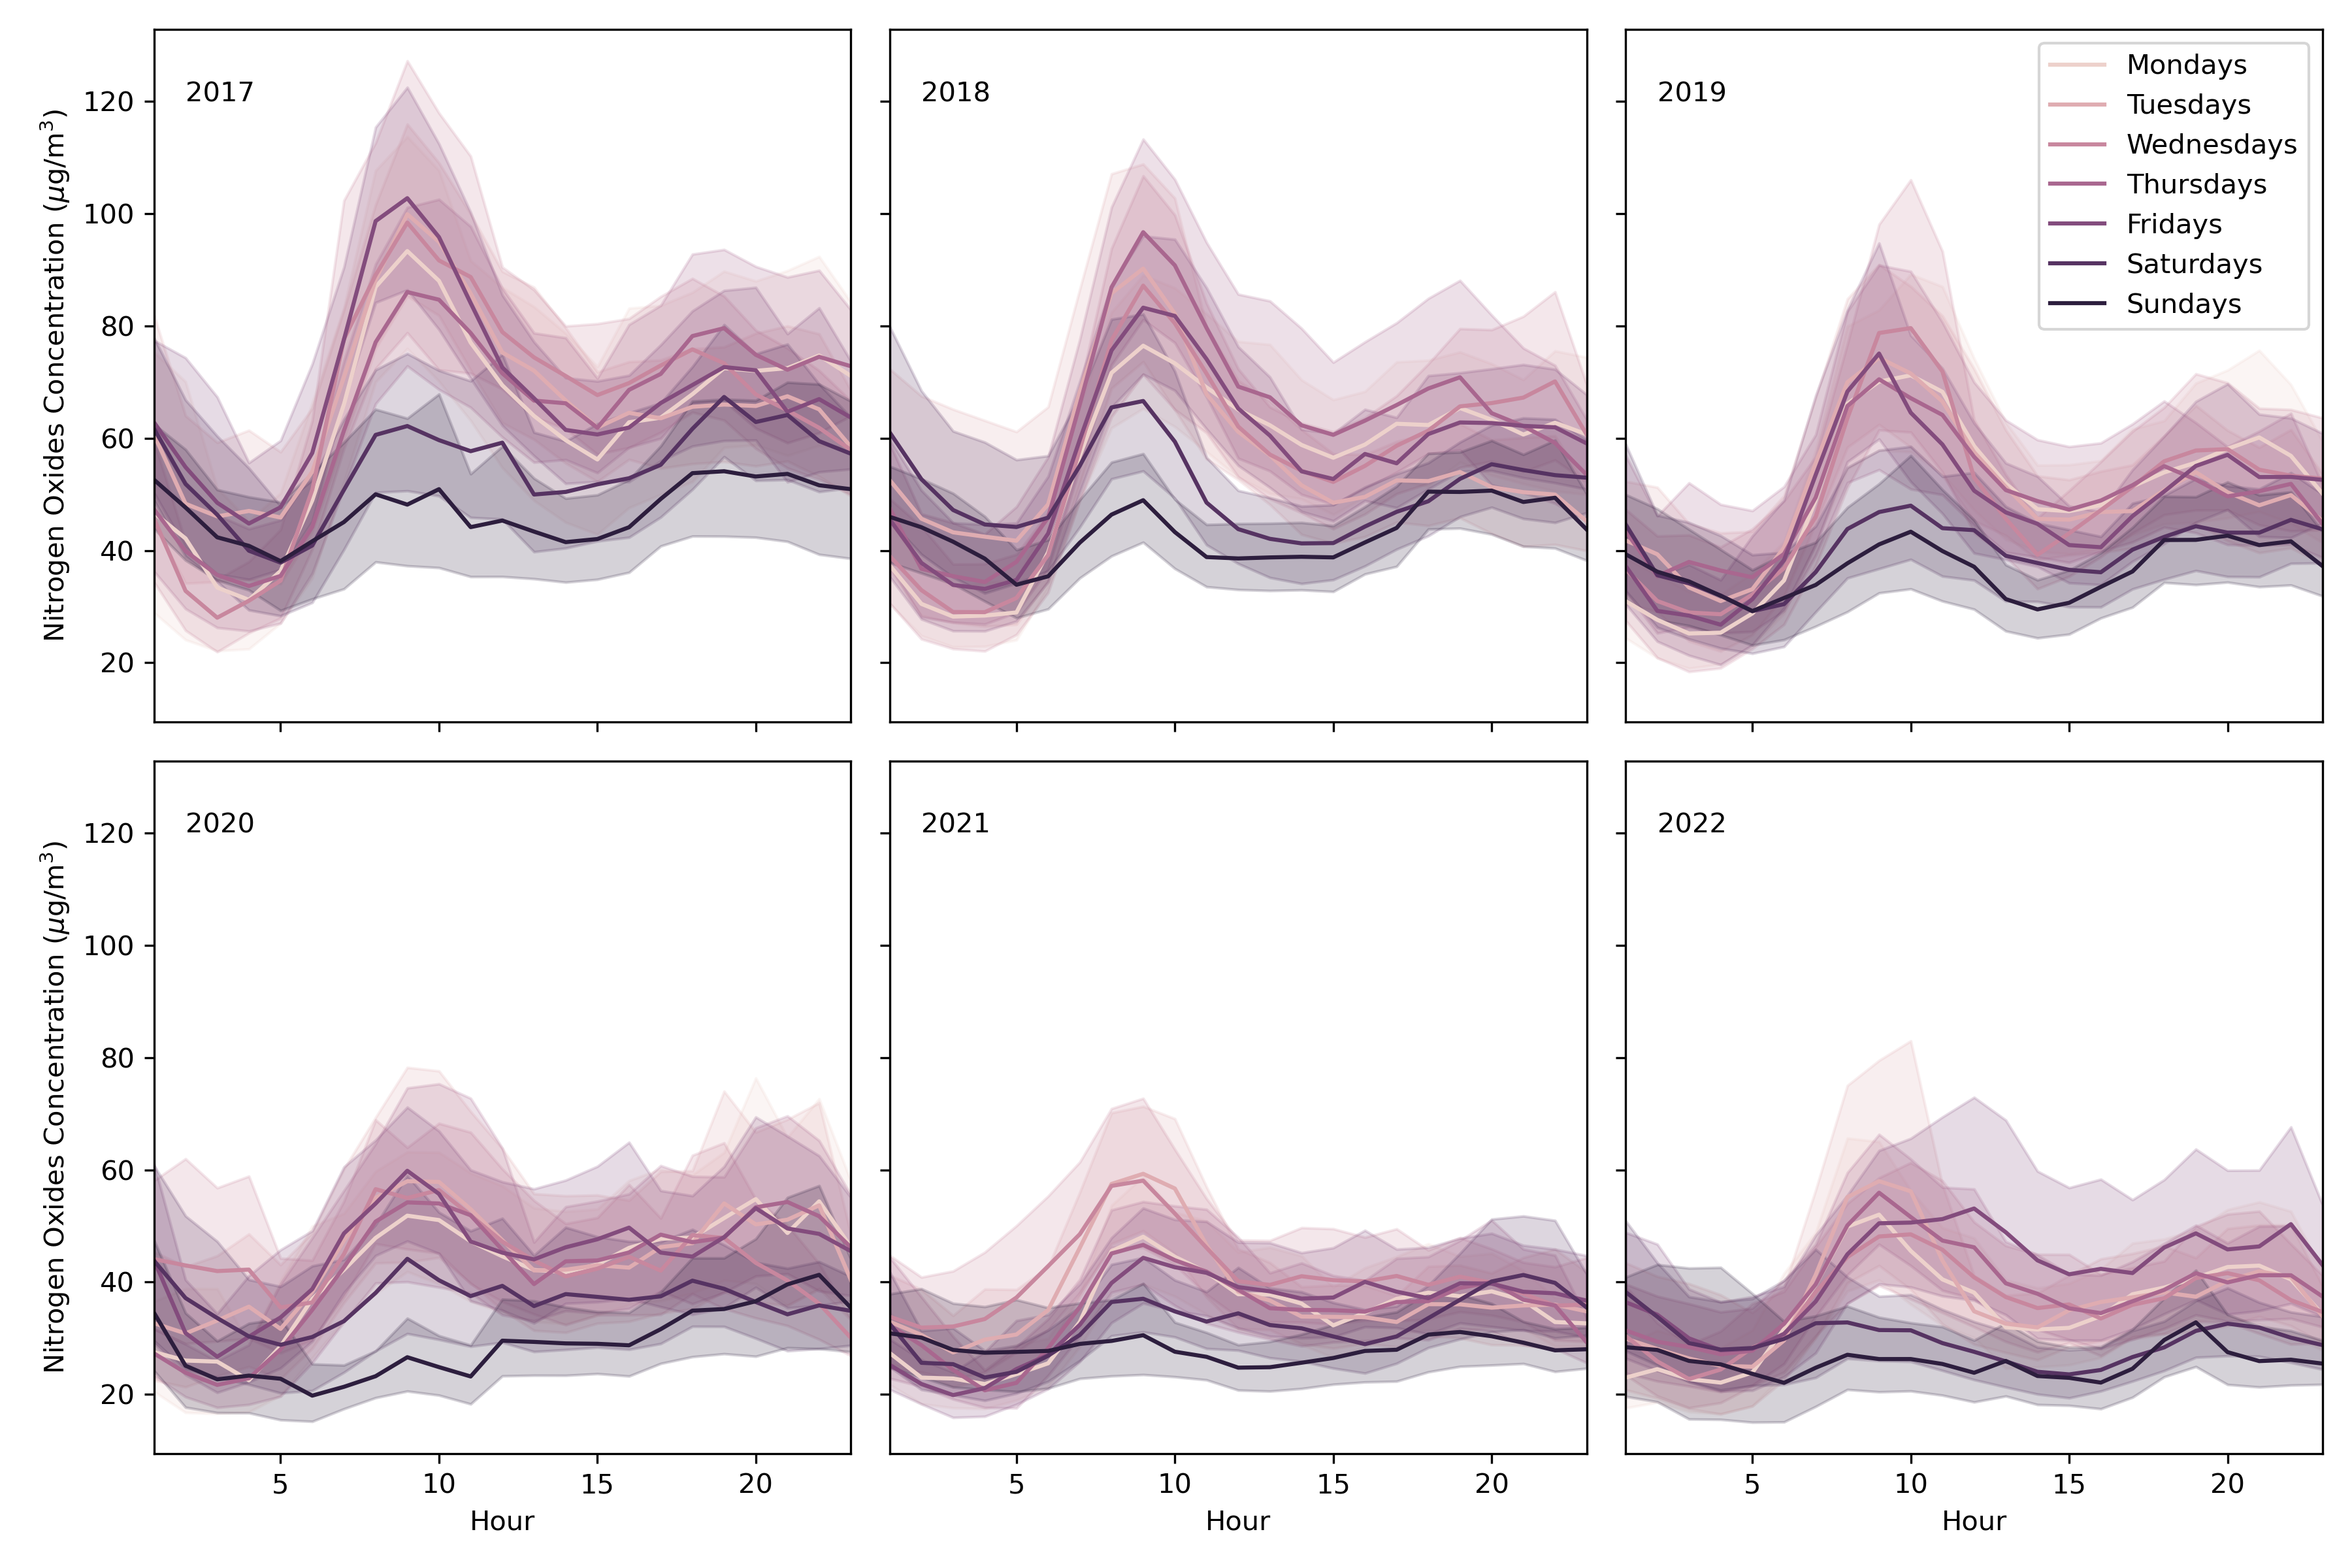 2017
2018
2019
Mondays
Tuesdays
Wednesdays
Thursdays
Fridays
Saturdays
Sundays
Nitrogen Oxides Concentration (μg/m³)
120
100
80
60
40
20
2020
2021
2022
Nitrogen Oxides Concentration (μg/m³)
120
100
80
60
40
20
5 10 15 20
5 10 15 20
5 10 15 20
Hour
Hour
Hour